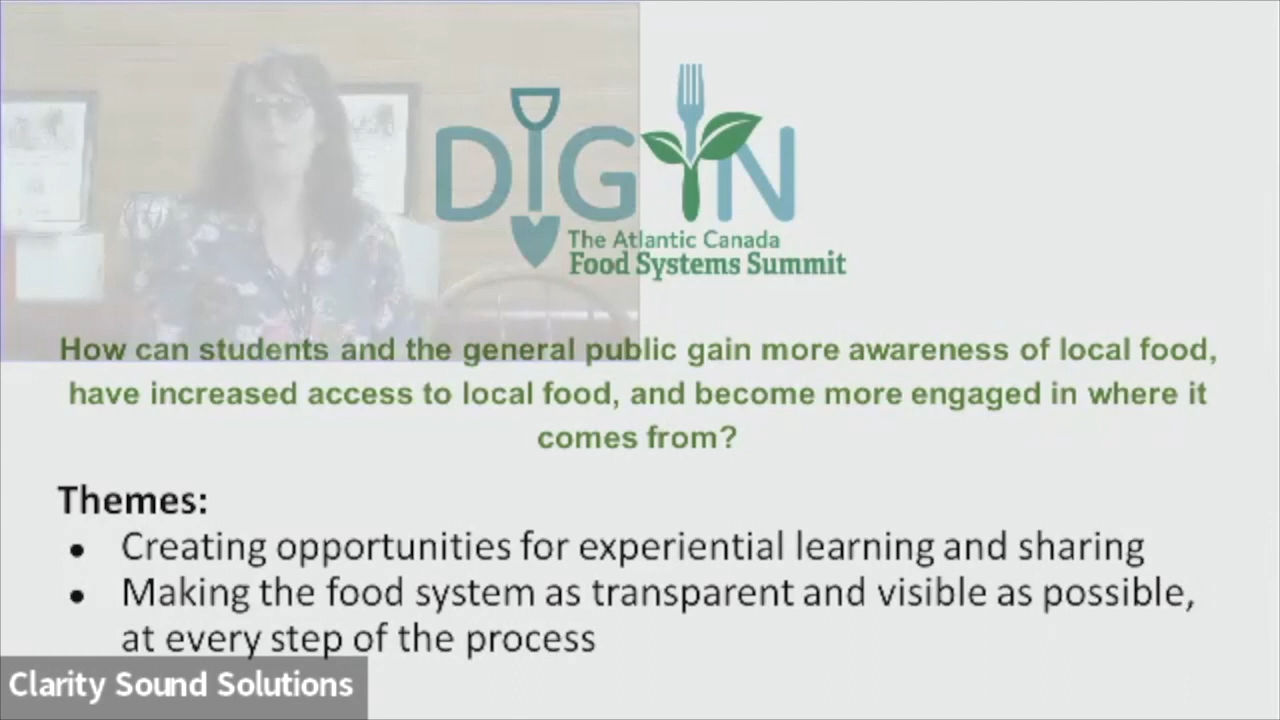 DIG IN
The Atlantic Canada
Food Systems Summit
How can students and the general public gain more awareness of local food,
have increased access to local food, and become more engaged in where it
comes from?
Themes:
• Creating opportunities for experiential learning and sharing
• Making the food system as transparent and visible as possible,
at every step of the process
Clarity Sound Solutions